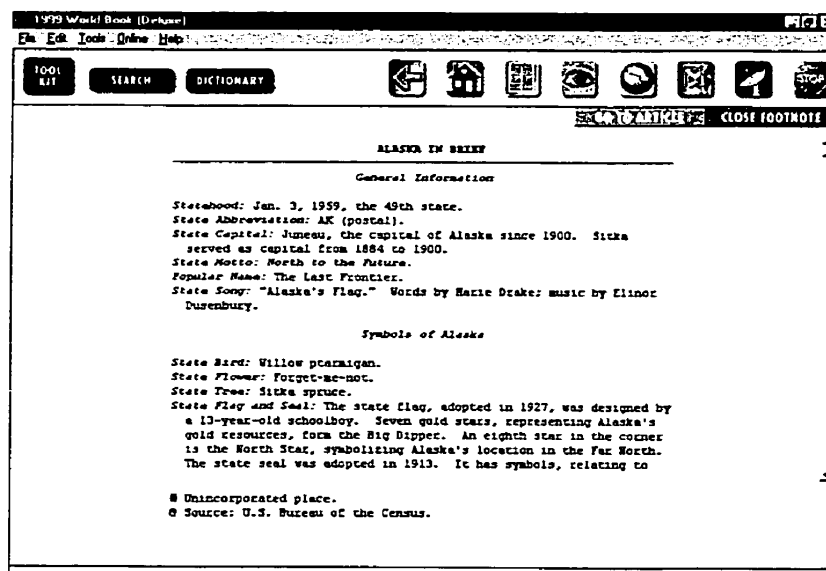 1999 World Book (Deluxe)
File Edit Tools Online Help
TOOL
KIT
SEARCH
DICTIONARY
STOP
GO TO ARTICLE
CLOSE FOOTNOTE
ALASKA IN BRIEF
General Information
Statehood: Jan. 3, 1959, the 49th state.
State Abbreviation: AK (postal).
State Capital: Juneau, the capital of Alaska since 1900. Sitka
served as capital from 1884 to 1900.
State Motto: North to the Future.
Popular Name: The Last Frontier.
State Song: "Alaska's Flag." Words by Marie Drake; music by Elinor
Dusenbury.
Symbols of Alaska
State Bird: Willow ptarmigan.
State Flower: Forget-me-not.
State Tree: Sitka spruce.
State Flag and Seal: The state flag, adopted in 1927, was designed by
a 13-year-old schoolboy. Seven gold stars, representing Alaska's
gold resources, form the Big Dipper. An eighth star in the corner
is the North Star, symbolizing Alaska's location in the Far North.
The state seal was adopted in 1913. It has symbols, relating to
# Unincorporated place.
@ Source: U.S. Bureau of the Census.